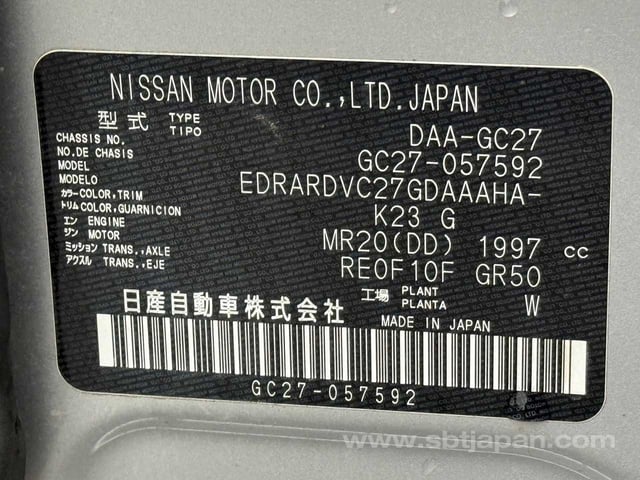 NISSAN MOTOR CO.,LTD.JAPAN
型式 TYPE TIPO DAA-GC27
CHASSIS NO. NO.DE CHASIS GC27-057592
MODEL MODELO EDRARDVC27GDAAAHA-
カラー COLOR,TRIM トリム COLOR,GUARNICION K23 G
エン ENGINE ジン MOTOR MR20(DD) 1997 cc
ミッション TRANS.,AXLE アクスル TRANS.,EJE RE0F10F GR50
工場 PLANT PLANTA W
日産自動車株式会社 MADE IN JAPAN
GC27-057592
www.sbtjapan.com